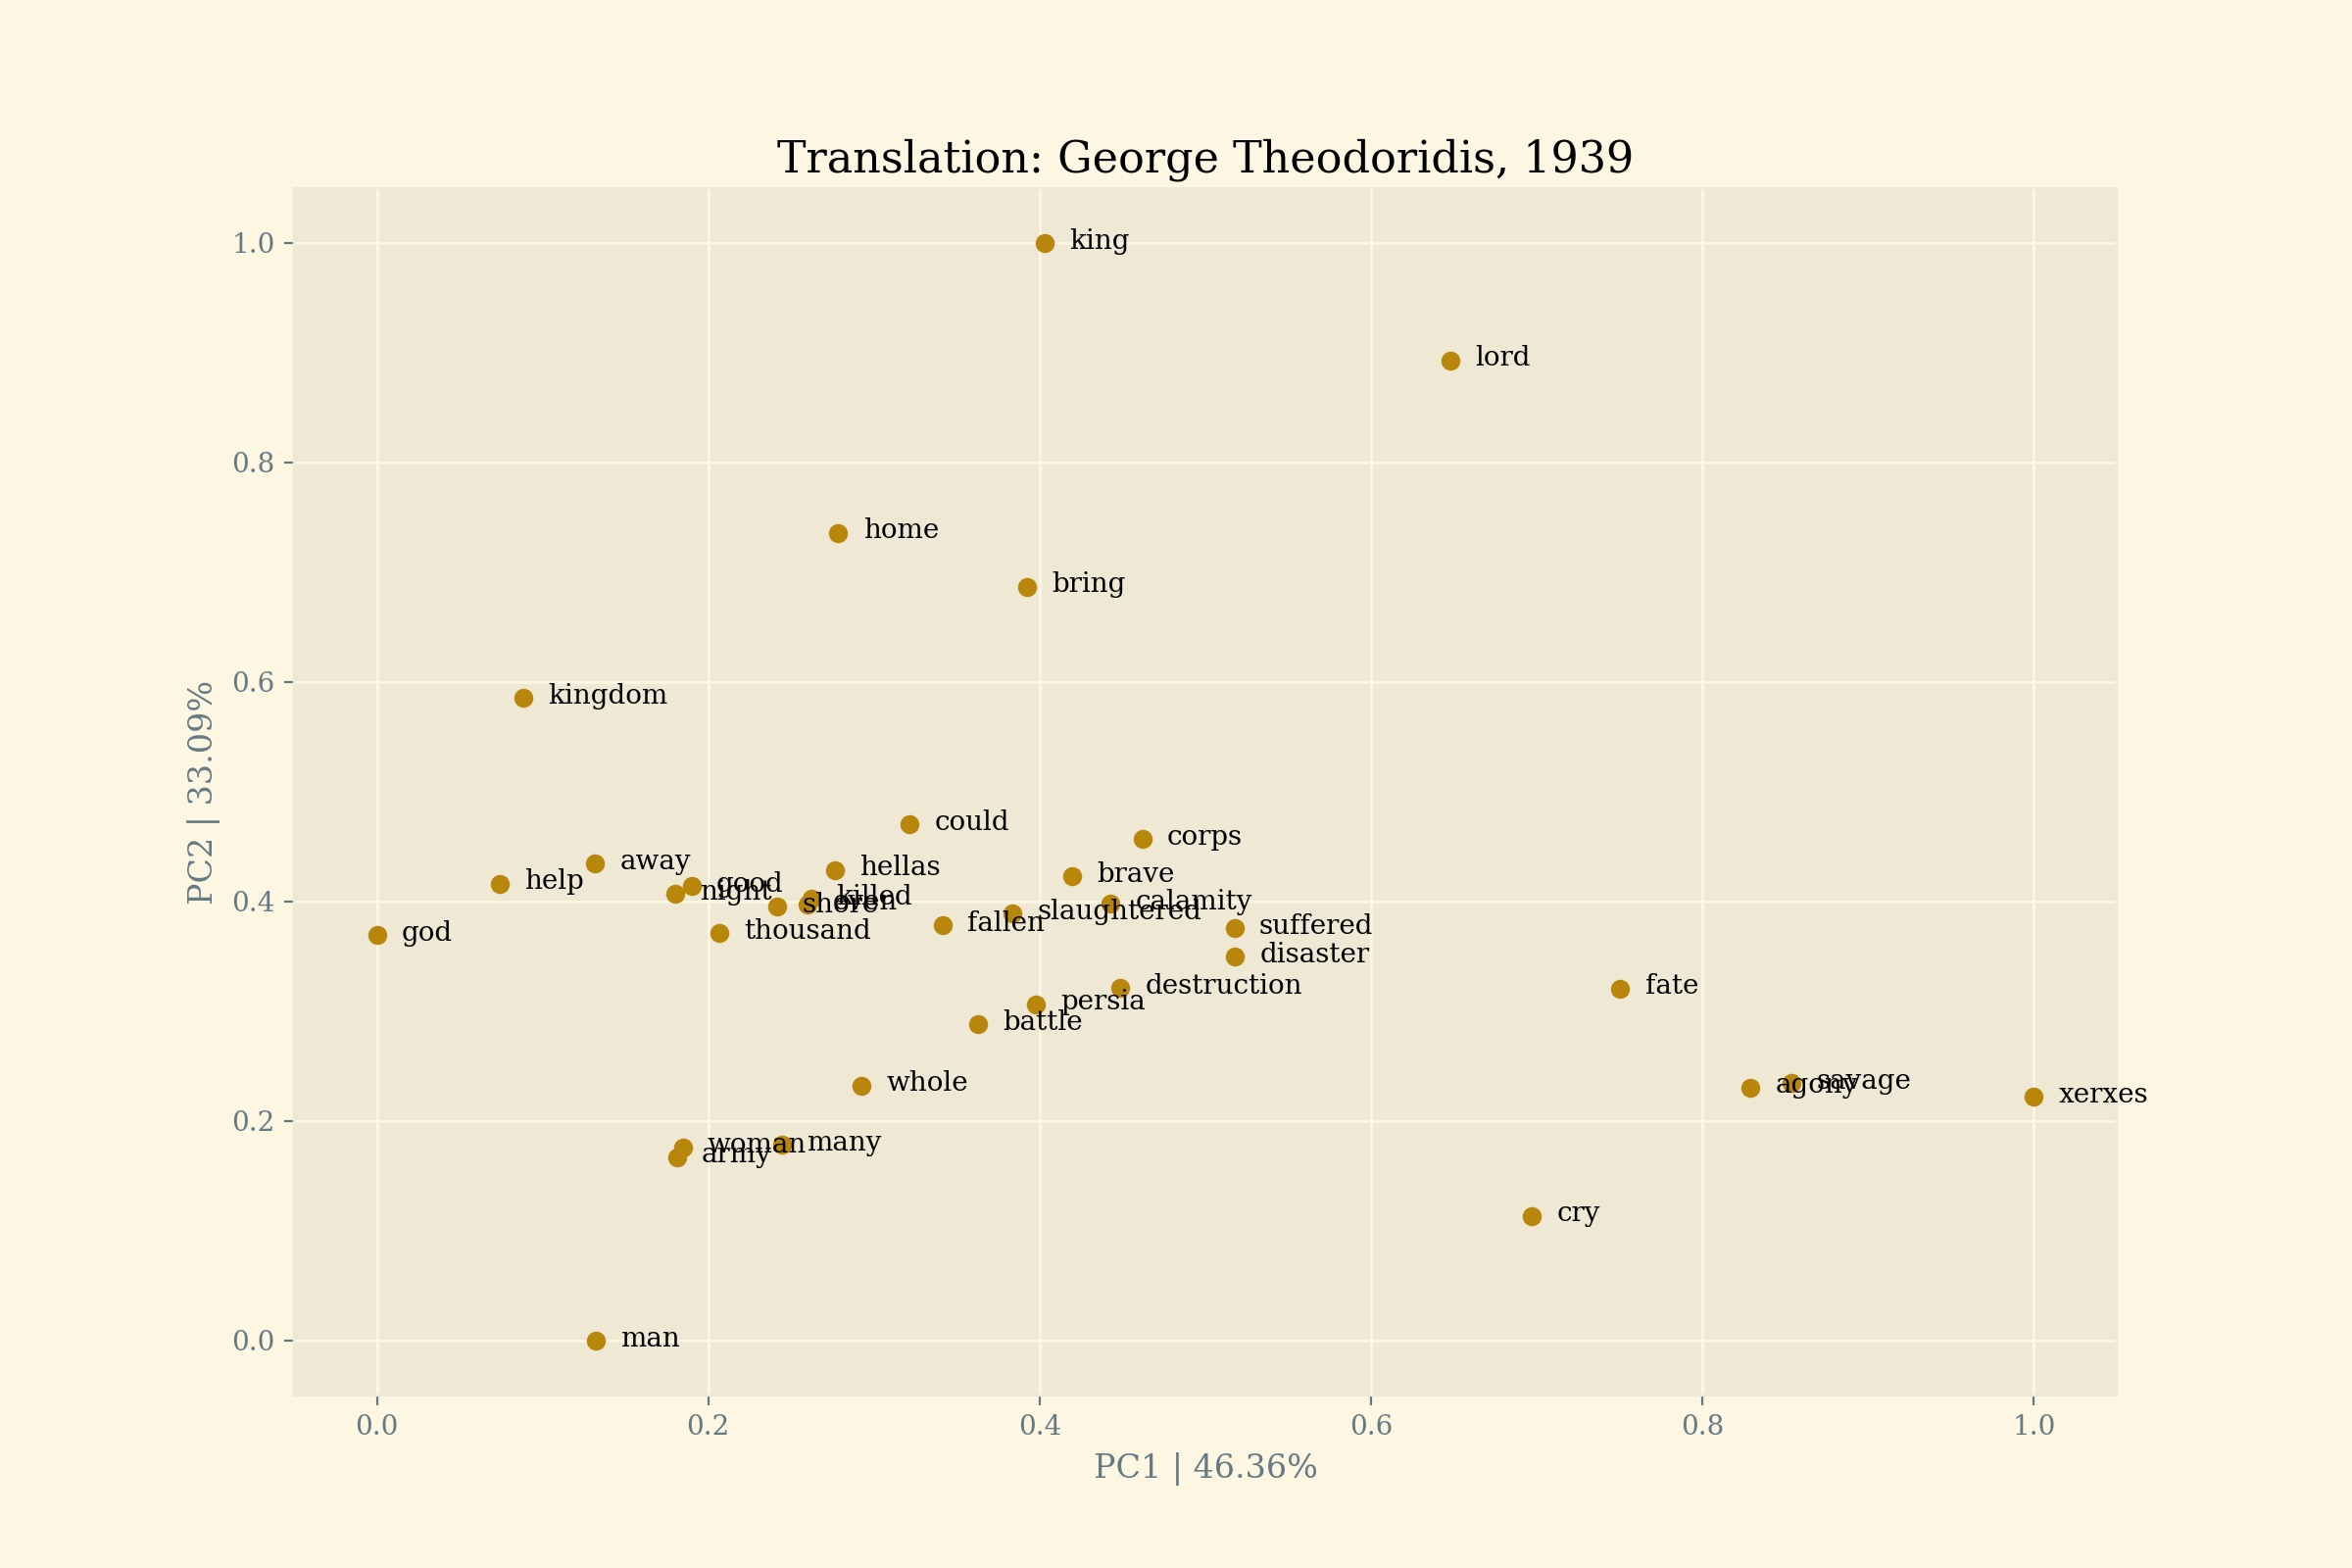 Translation: George Theodoridis, 1939
1.0
king
lord
0.8
home
bring
0.6
kingdom
could
corps
away
hellas
brave
help
good
night
killed
calamity
0.4
shore
slaughtered
fallen
suffered
god
thousand
disaster
destruction
fate
persia
battle
whole
savage
agony
xerxes
0.2
woman
many
army
cry
0.0
man
0.0 0.2 0.4 0.6 0.8 1.0
PC1 | 46.36%
PC2 | 33.09%